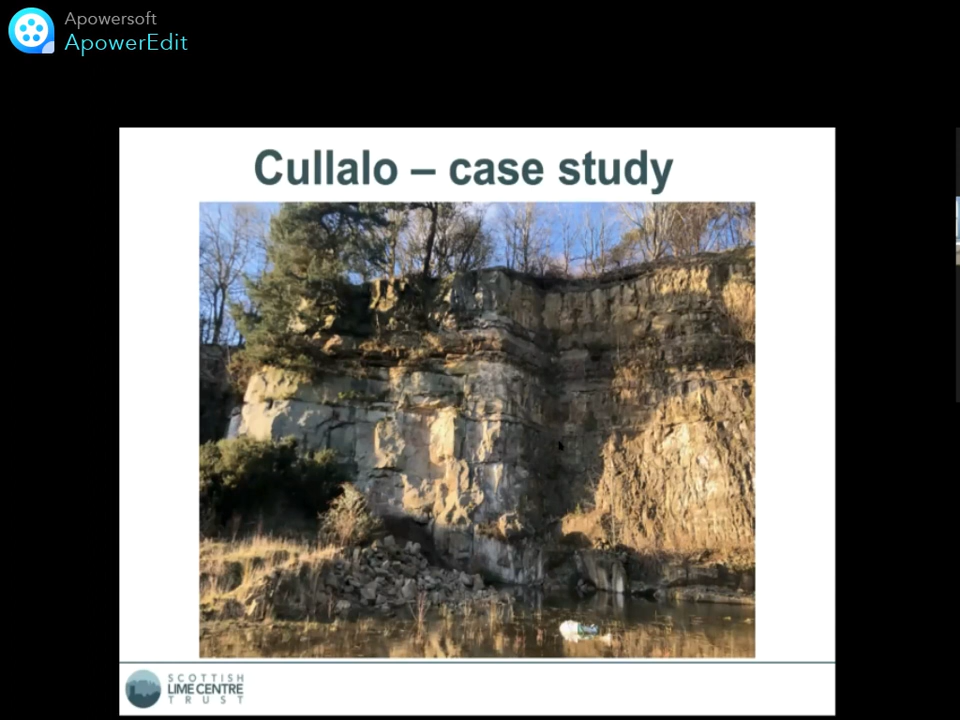 Apowersoft
ApowerEdit
Cullalo – case study
SCOTTISH
LIME CENTRE
TRUST